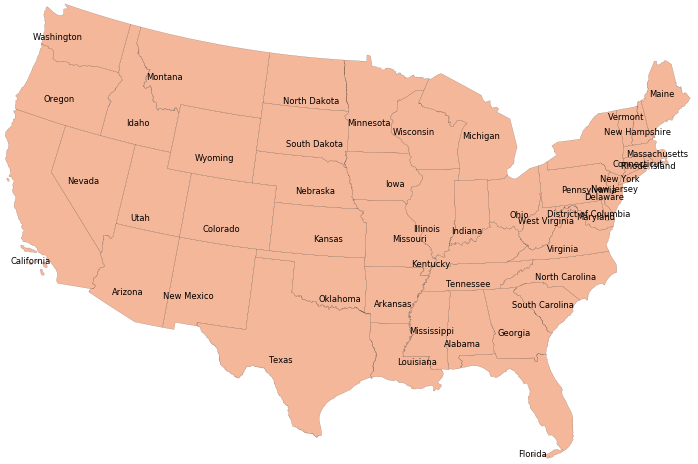 Washington
Montana
Maine
Oregon
North Dakota
Idaho
Minnesota
Vermont
Wisconsin
New Hampshire
Michigan
South Dakota
Massachusetts
Wyoming
Connecticut
Rhode Island
Nevada
New York
Iowa
Nebraska
Pennsylvania
New Jersey
Delaware
Utah
Ohio
District of Columbia
Maryland
West Virginia
Colorado
Illinois
Indiana
Kansas
Missouri
Virginia
California
Kentucky
North Carolina
Tennessee
Arizona
New Mexico
Oklahoma
Arkansas
South Carolina
Mississippi
Georgia
Alabama
Texas
Louisiana
Florida